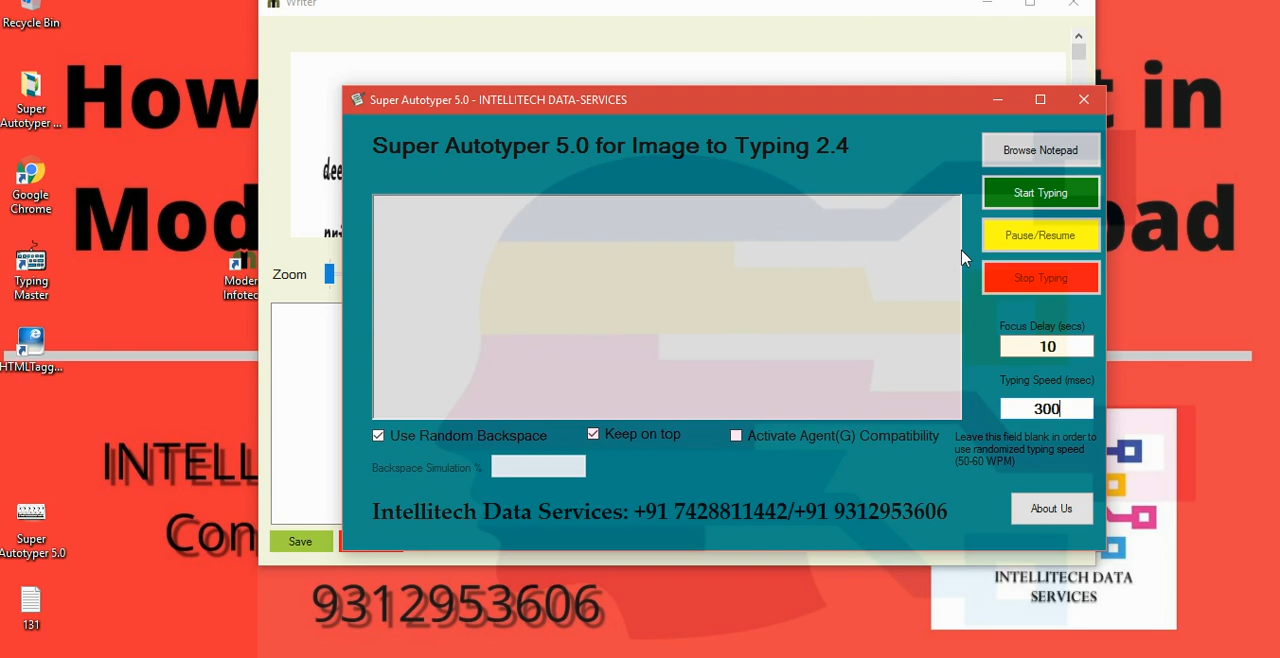 Writer
Recycle Bin
How
t in
Super
Autotyper ...
Super Autotyper 5.0 - INTELLITECH DATA-SERVICES
Super Autotyper 5.0 for Image to Typing 2.4
Browse Notepad
Start Typing
Pause/Resume
Stop Typing
dee
Google
Chrome
Mod
pad
Typing
Master
Moder
Infotec
Zoom
Focus Delay (secs)
10
Typing Speed (msec)
300
HTMLTagg...
Use Random Backspace
Keep on top
Activate Agent(G) Compatibility
Leave this field blank in order to
use randomized typing speed
(50-60 WPM)
Backspace Simulation %
INTELL
Con
Intellitech Data Services: +91 7428811442/+91 9312953606
About Us
Super
Autotyper 5.0
Save
INTELLITECH DATA
SERVICES
9312953606
131